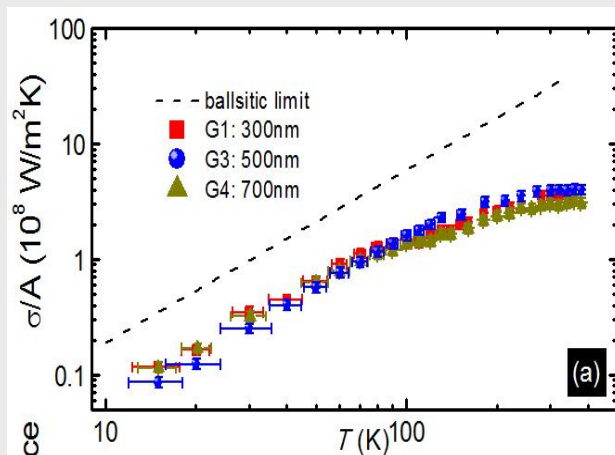 100
10
1
0.1
σ/A (10⁸ W/m²K)
ballsitic limit
G1: 300nm
G3: 500nm
G4: 700nm
(a)
10
T (K)
100
ce